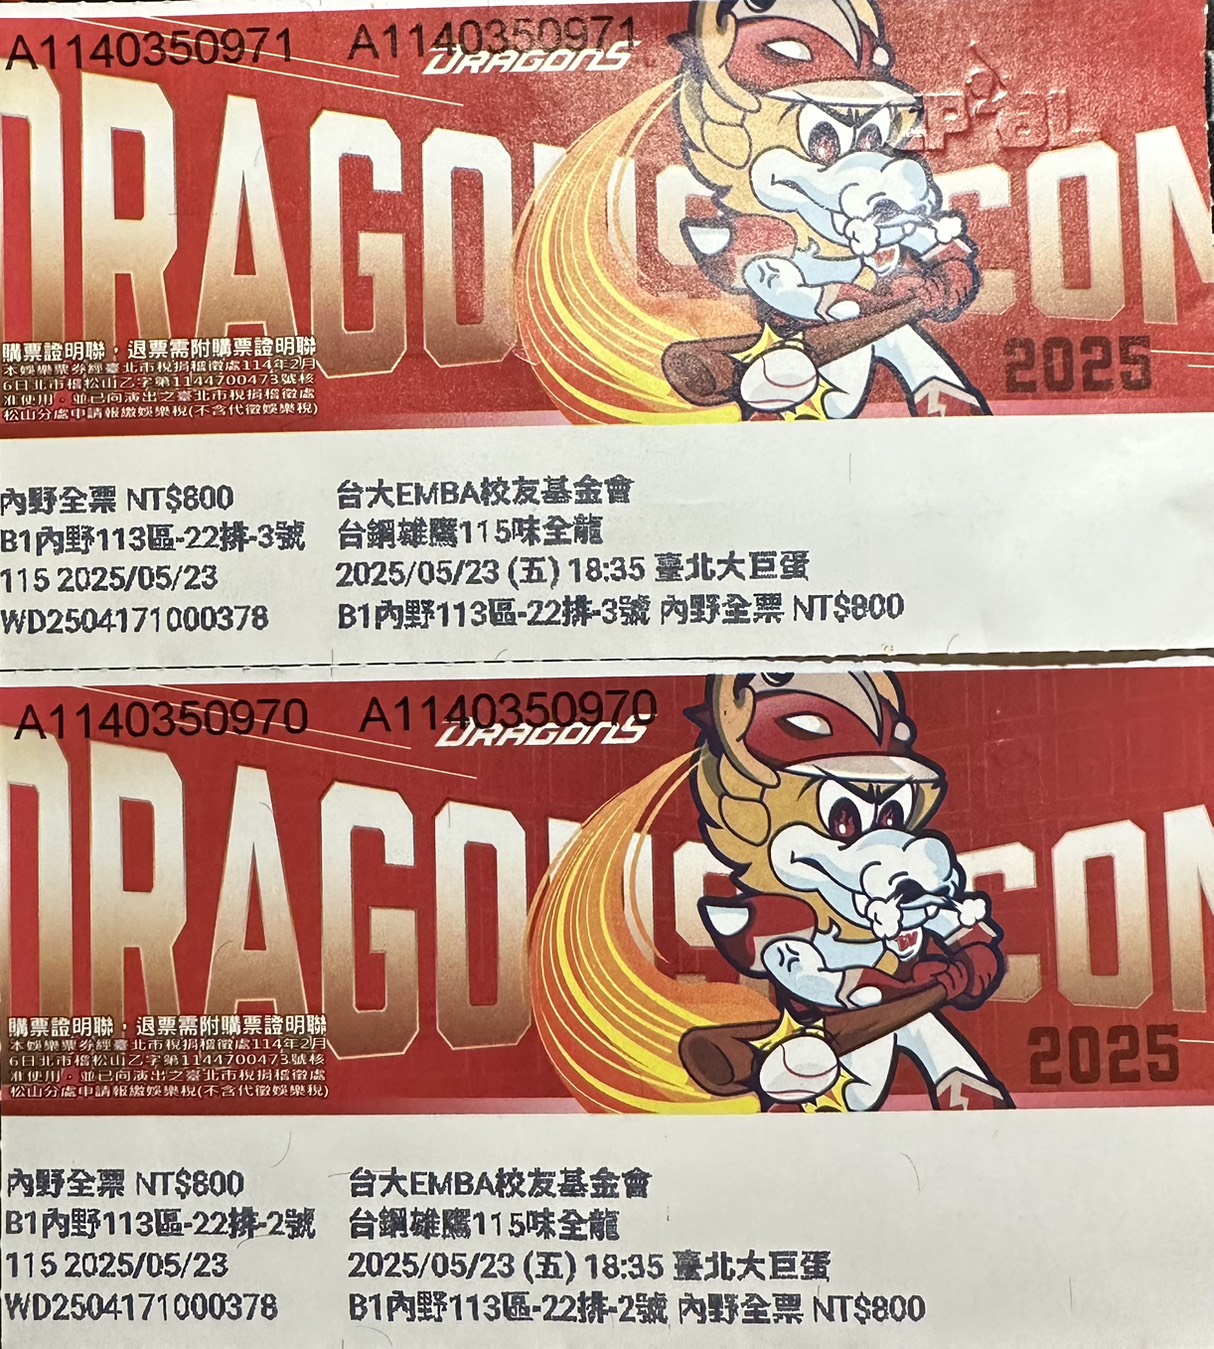 A1140350971 A1140350971
DRAGONS
DRAGONS CON
2025
購票證明聯，退票需附購票證明聯
本娛樂票券經臺北市稅捐稽徵處114年2月
6日北市稽松山乙字第1144700473號核
准使用。並已向演出之臺北市稅捐稽徵處
松山分處申請報繳娛樂稅(不含代徵娛樂稅)
內野全票 NT$800
B1內野113區-22排-3號
115 2025/05/23
WD2504171000378
台大EMBA校友基金會
台鋼雄鷹115味全龍
2025/05/23 (五) 18:35 臺北大巨蛋
B1內野113區-22排-3號 內野全票 NT$800
A1140350970 A1140350970
DRAGONS
DRAGONS CON
2025
購票證明聯，退票需附購票證明聯
本娛樂票券經臺北市稅捐稽徵處114年2月
6日北市稽松山乙字第1144700473號核
准使用。並已向演出之臺北市稅捐稽徵處
松山分處申請報繳娛樂稅(不含代徵娛樂稅)
內野全票 NT$800
B1內野113區-22排-2號
115 2025/05/23
WD2504171000378
台大EMBA校友基金會
台鋼雄鷹115味全龍
2025/05/23 (五) 18:35 臺北大巨蛋
B1內野113區-22排-2號 內野全票 NT$800